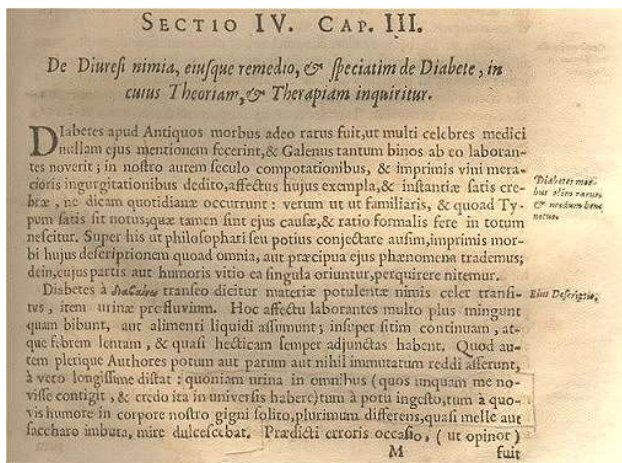 SECTIO IV. CAP. III.
De Diuresi nimia, eiusque remedio, & speciatim de Diabete, in
cuius Theoriam, & Therapiam inquiritur.
DIabetes apud Antiquos morbus adeo rarus fuit, ut multi celebres medici
nullam ejus mentionem fecerint, & Galenus tantum binos ab eo laboran-
tes noverit; in nostro autem seculo compotationibus, & imprimis vini mera-
cioris ingurgitationibus dedito, affectus hujus exempla, & instantiæ satis cre-
bræ, ne dicam quotidianæ occurrunt: verum ut ut familiaris, & quoad Ty-
pum satis sit notus; quæ tamen sint ejus causæ, & ratio formalis fere in totum
nescitur. Super his ut philosophari seu potius conjectare ausim, imprimis mor-
bi hujus descriptionem quoad omnia, aut præcipua ejus phænomena trademus;
dein, cujus partis aut humoris vitio ea singula oriuntur, perquirere nitemur.
Diabetes mor-
bus olim rarus,
& nondum bene
notus.
Diabetes à transeo dicitur materiæ potulentæ nimis celer transi-
tus, item urinæ profluvium. Hoc affectu laborantes multo plus mingunt
quam bibunt, aut alimenti liquidi assumunt; insuper sitim continuam, at-
que febrem lentam, & quasi hecticam semper adjunctas habent. Quod au-
tem plerique Authores potum aut parum aut nihil immutatum reddi asserunt,
à vero longissime distat: quoniam urina in omnibus (quos unquam me no-
visse contigit, & credo ita in universis habere) tum à potu ingesto, tum à quo-
vis humore in corpore nostro gigni solito, plurimum differens, quasi melle aut
saccharo imbuta, mire dulcescebat. Prædicti erroris occasio, (ut opinor)
Eius Descriptio.
M fuit